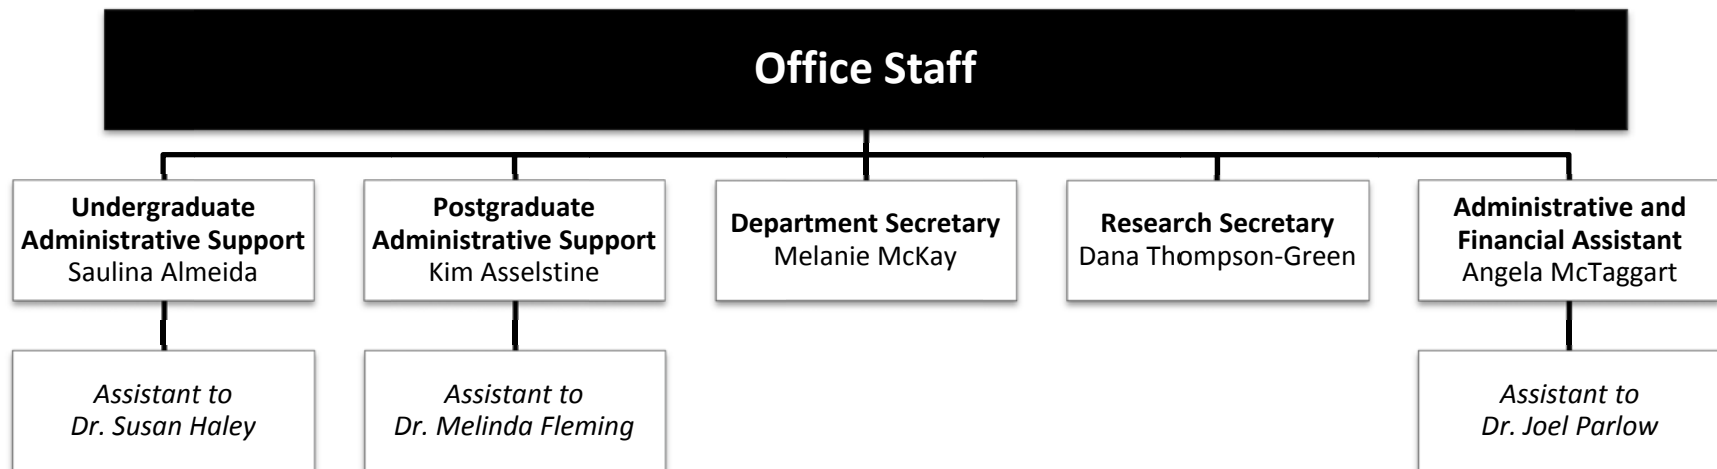 Office Staff
Undergraduate
Administrative Support
Saulina Almeida
Postgraduate
Administrative Support
Kim Asselstine
Department Secretary
Melanie McKay
Research Secretary
Dana Thompson-Green
Administrative and
Financial Assistant
Angela McTaggart
Assistant to
Dr. Susan Haley
Assistant to
Dr. Melinda Fleming
Assistant to
Dr. Joel Parlow